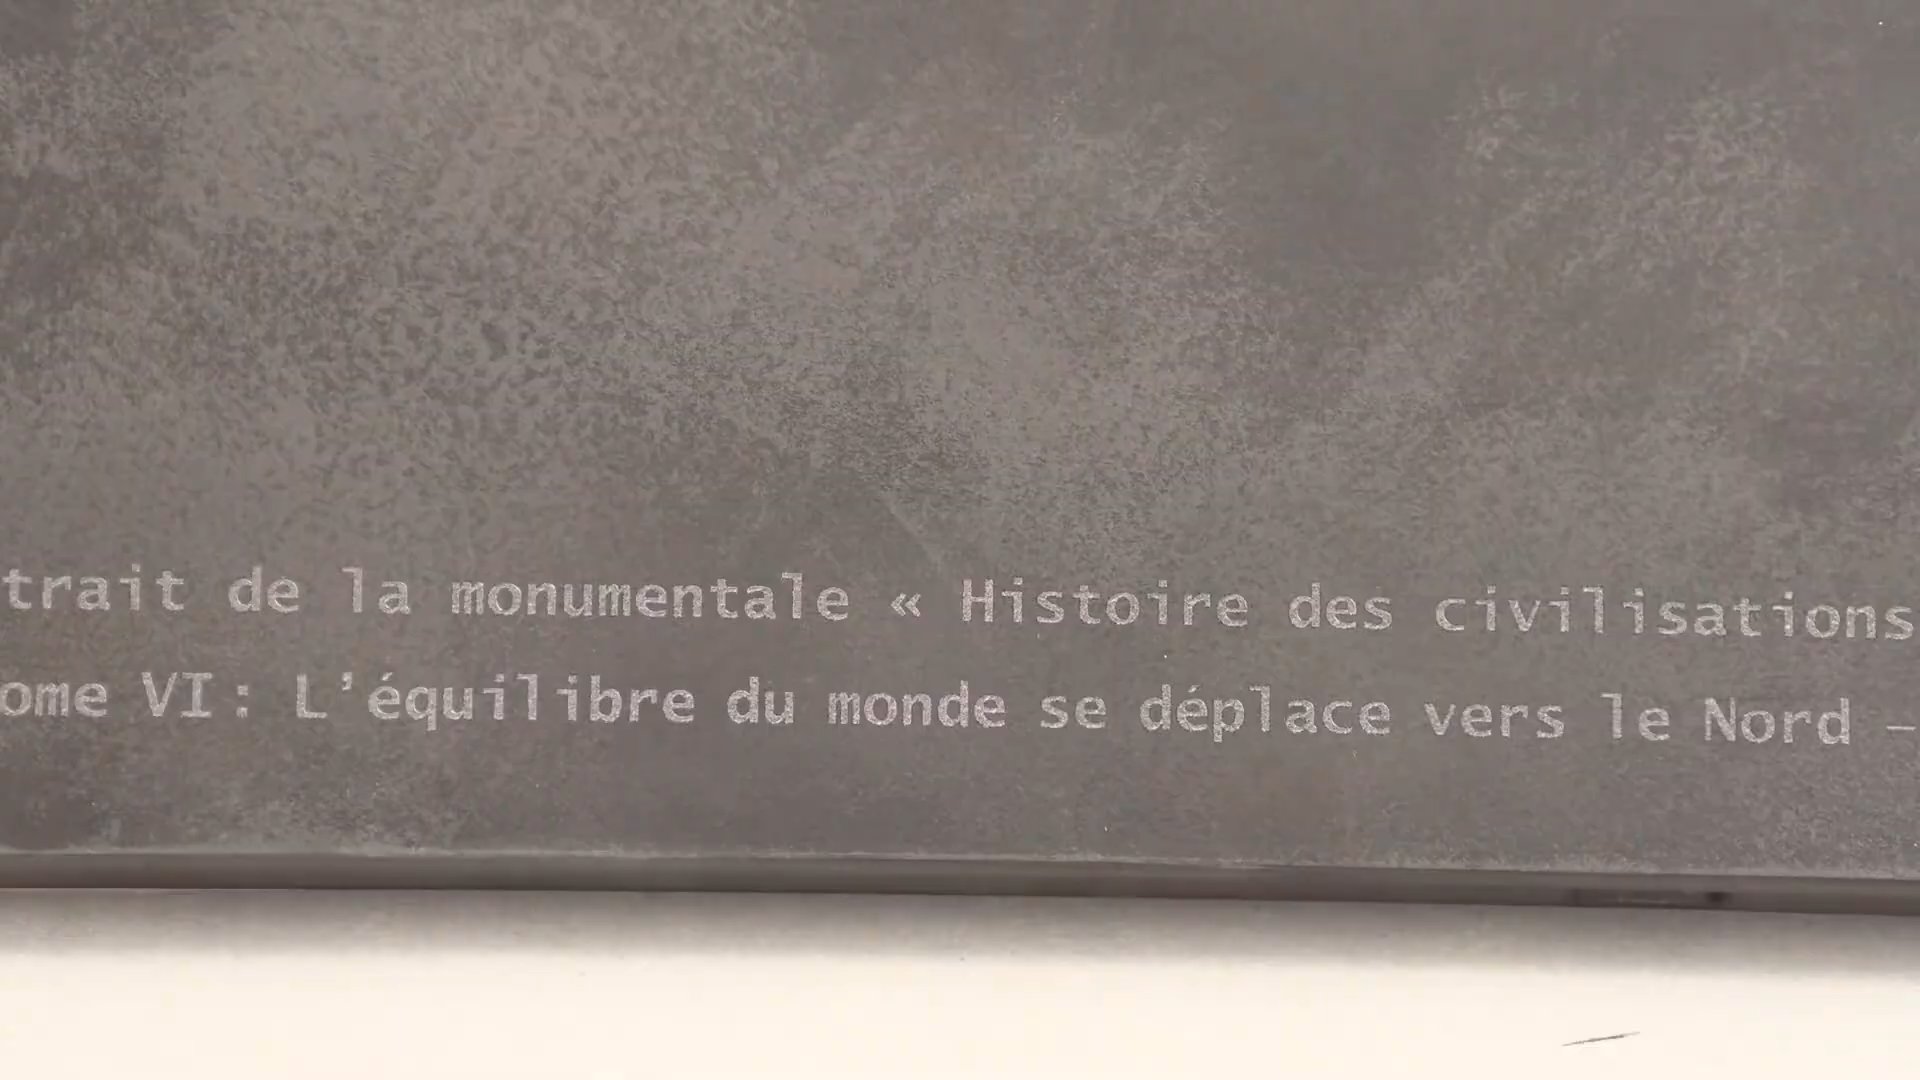 trait de la monumentale « Histoire des civilisations
ome VI: L’équilibre du monde se déplace vers le Nord –